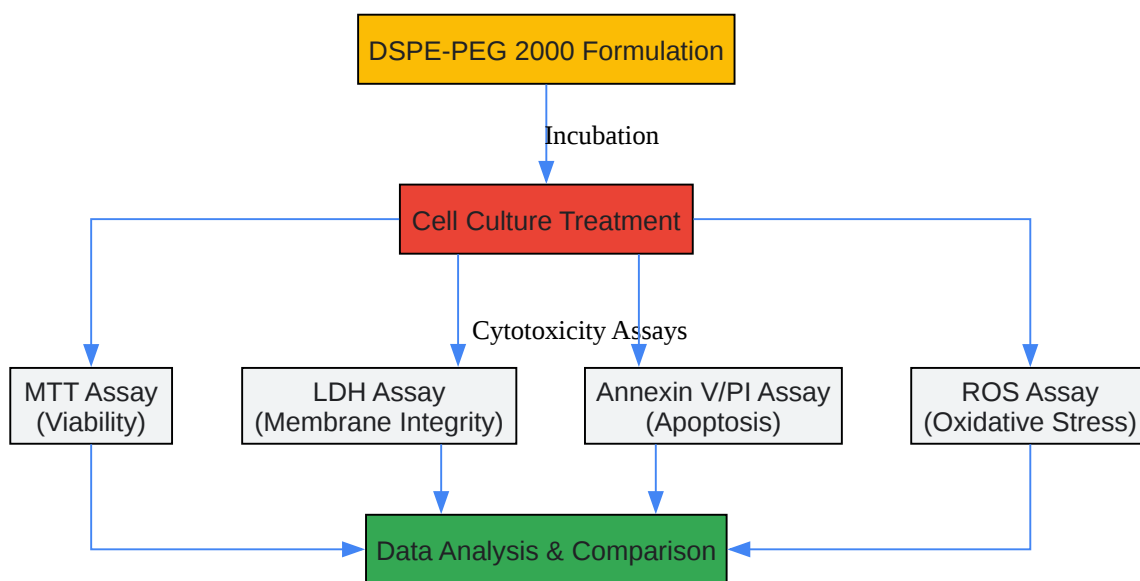 DSPE-PEG 2000 Formulation
Incubation
Cell Culture Treatment
Cytotoxicity Assays
MTT Assay
(Viability)
LDH Assay
(Membrane Integrity)
Annexin V/PI Assay
(Apoptosis)
ROS Assay
(Oxidative Stress)
Data Analysis & Comparison